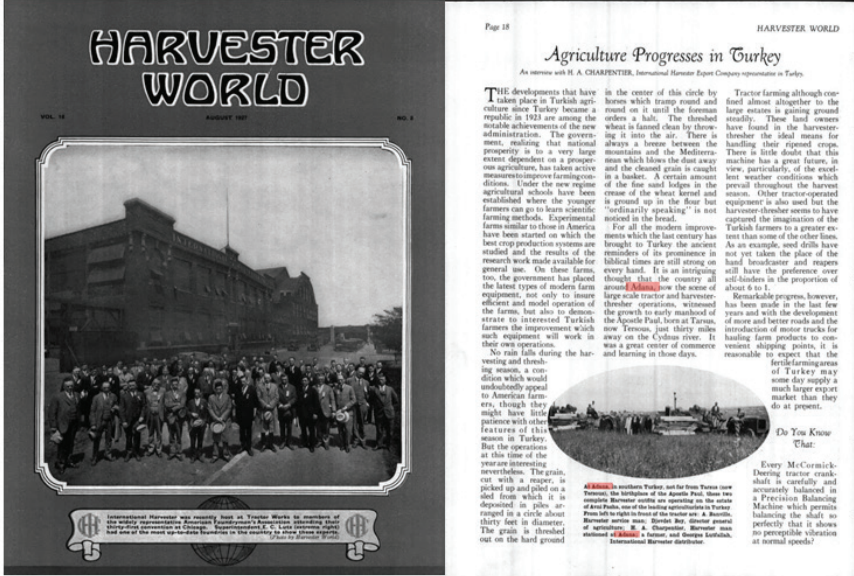 HARVESTER
WORLD
VOL. 18
AUGUST 1927
NO. 8
International Harvester was recently host at Tractor Works to members of
the widely representative American Foundryman's Association attending their
thirty-first convention at Chicago. Superintendent E. C. Lutz (extreme right)
had one of the most up-to-date foundries in the country to show these experts.
(Photo by Harvester World)
Page 18
HARVESTER WORLD
Agriculture Progresses in Turkey
An interview with H. A. CHARPENTIER, International Harvester Export Company representative in Turkey.
THE developments that have
taken place in Turkish agri-
culture since Turkey became a
republic in 1923 are among the
notable achievements of the new
administration. The govern-
ment, realizing that national
prosperity is to a very large
extent dependent on a prosper-
ous agriculture, has taken active
measures to improve farming con-
ditions. Under the new regime
agricultural schools have been
established where the younger
farmers can go to learn scientific
farming methods. Experimental
farms similar to those in America
have been started on which the
best crop production systems are
studied and the results of the
research work made available for
general use. On these farms,
too, the government has placed
the latest types of modern farm
equipment, not only to insure
efficient and model operation of
the farms, but also to demon-
strate to interested Turkish
farmers the improvement which
such equipment will work in
their own operations.
No rain falls during the har-
vesting and thresh-
ing season, a con-
dition which would
undoubtedly appeal
to American farm-
ers, though they
might have little
patience with other
features of this
season in Turkey.
But the operations
at this time of the
year are interesting
nevertheless. The grain,
cut with a reaper, is
picked up and piled on a
sled from which it is
deposited in piles ar-
ranged in a circle about
thirty feet in diameter.
The grain is threshed
out on the hard ground
in the center of this circle by
horses which tramp round and
round on it until the foreman
orders a halt. The threshed
wheat is fanned clean by throw-
ing it into the air. There is
always a breeze between the
mountains and the Mediterra-
nean which blows the dust away
and the cleaned grain is caught
in a basket. A certain amount
of the fine sand lodges in the
crease of the wheat kernel and
is ground up in the flour but
"ordinarily speaking" is not
noticed in the bread.
For all the modern improve-
ments which the last century has
brought to Turkey the ancient
reminders of its prominence in
biblical times are still strong on
every hand. It is an intriguing
thought that the country all
around Adana, now the scene of
large scale tractor and harvester-
thresher operations, witnessed
the growth to early manhood of
the Apostle Paul, born at Tarsus,
now Tersous, just thirty miles
away on the Cydnus river. It
was a great center of commerce
and learning in those days.
At Adana, in southern Turkey, not far from Tarsus (now
Tersous), the birthplace of the Apostle Paul, these two
complete Harvester outfits are operating on the estate
of Avni Pasha, one of the leading agriculturists in Turkey
From left to right in front of the tractor are: A. Benville,
Harvester service man; Djevdet Bey, director general
of agriculture; H. A. Charpentier, Harvester man
stationed at Adana; a farmer, and Georges Lutfallah,
International Harvester distributor.
Tractor farming although con-
fined almost altogether to the
large estates is gaining ground
steadily. These land owners
have found in the harvester-
thresher the ideal means for
handling their ripened crops.
There is little doubt that this
machine has a great future, in
view, particularly, of the excel-
lent weather conditions which
prevail throughout the harvest
season. Other tractor-operated
equipment is also used but the
harvester-thresher seems to have
captured the imagination of the
Turkish farmers to a greater ex-
tent than some of the other lines.
As an example, seed drills have
not yet taken the place of the
hand broadcaster and reapers
still have the preference over
self-binders in the proportion of
about 6 to 1.
Remarkable progress, however,
has been made in the last few
years and with the development
of more and better roads and the
introduction of motor trucks for
hauling farm products to con-
venient shipping points, it is
reasonable to expect that the
fertile farming areas
of Turkey may
some day supply a
much larger export
market than they
do at present.
Do You Know
That:
Every McCormick-
Deering tractor crank-
shaft is carefully and
accurately balanced in
a Precision Balancing
Machine which permits
balancing the shaft so
perfectly that it shows
no perceptible vibration
at normal speeds?